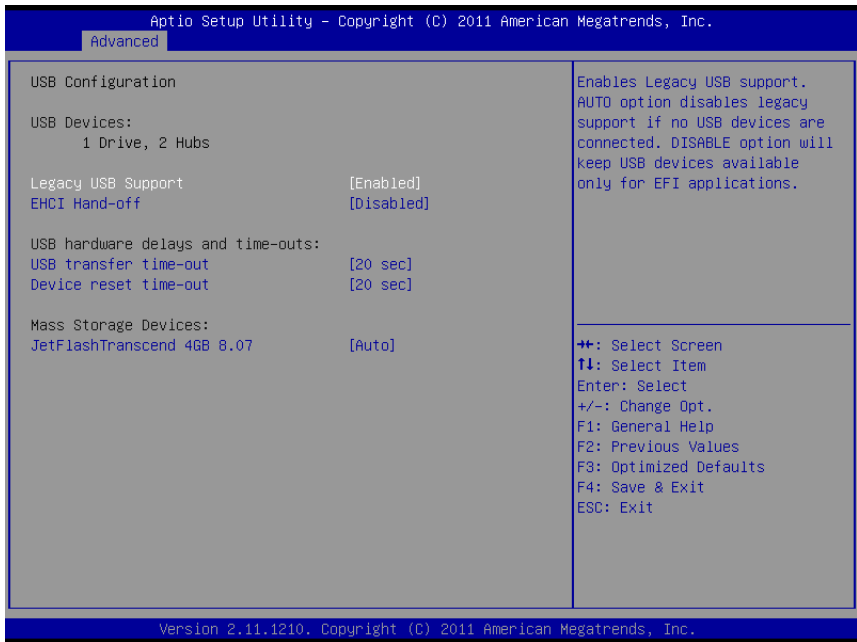 Aptio Setup Utility – Copyright (C) 2011 American Megatrends, Inc.
Advanced
USB Configuration
USB Devices:
1 Drive, 2 Hubs
Legacy USB Support [Enabled]
EHCI Hand-off [Disabled]
USB hardware delays and time-outs:
USB transfer time-out [20 sec]
Device reset time-out [20 sec]
Mass Storage Devices:
JetFlashTranscend 4GB 8.07 [Auto]
Enables Legacy USB support.
AUTO option disables legacy
support if no USB devices are
connected. DISABLE option will
keep USB devices available
only for EFI applications.
→←: Select Screen
↑↓: Select Item
Enter: Select
+/-: Change Opt.
F1: General Help
F2: Previous Values
F3: Optimized Defaults
F4: Save & Exit
ESC: Exit
Version 2.11.1210. Copyright (C) 2011 American Megatrends, Inc.